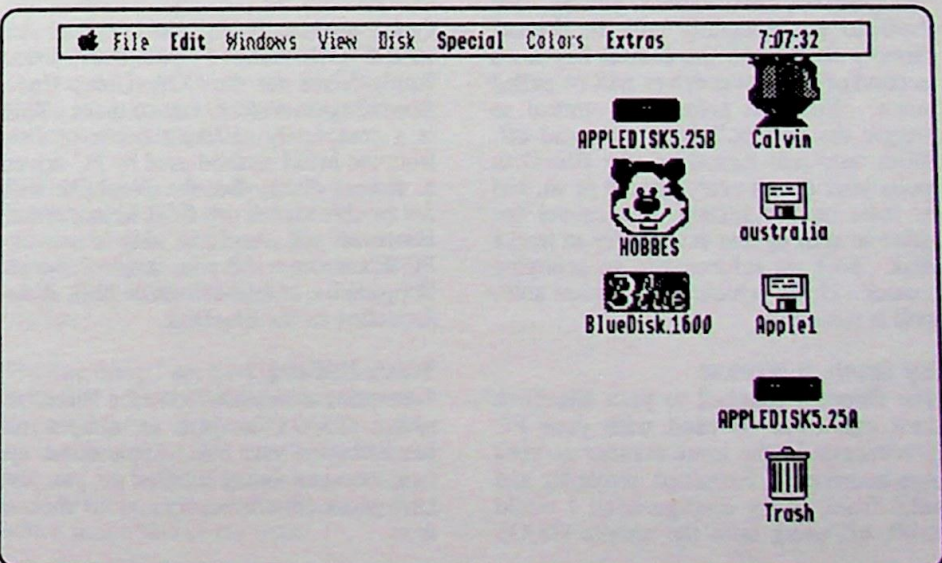 File Edit Windows View Disk Special Colors Extras 7:07:32
APPLEDISK5.25B
Calvin
HOBBES
australia
Blue
BlueDisk.1600
Apple1
APPLEDISK5.25A
Trash